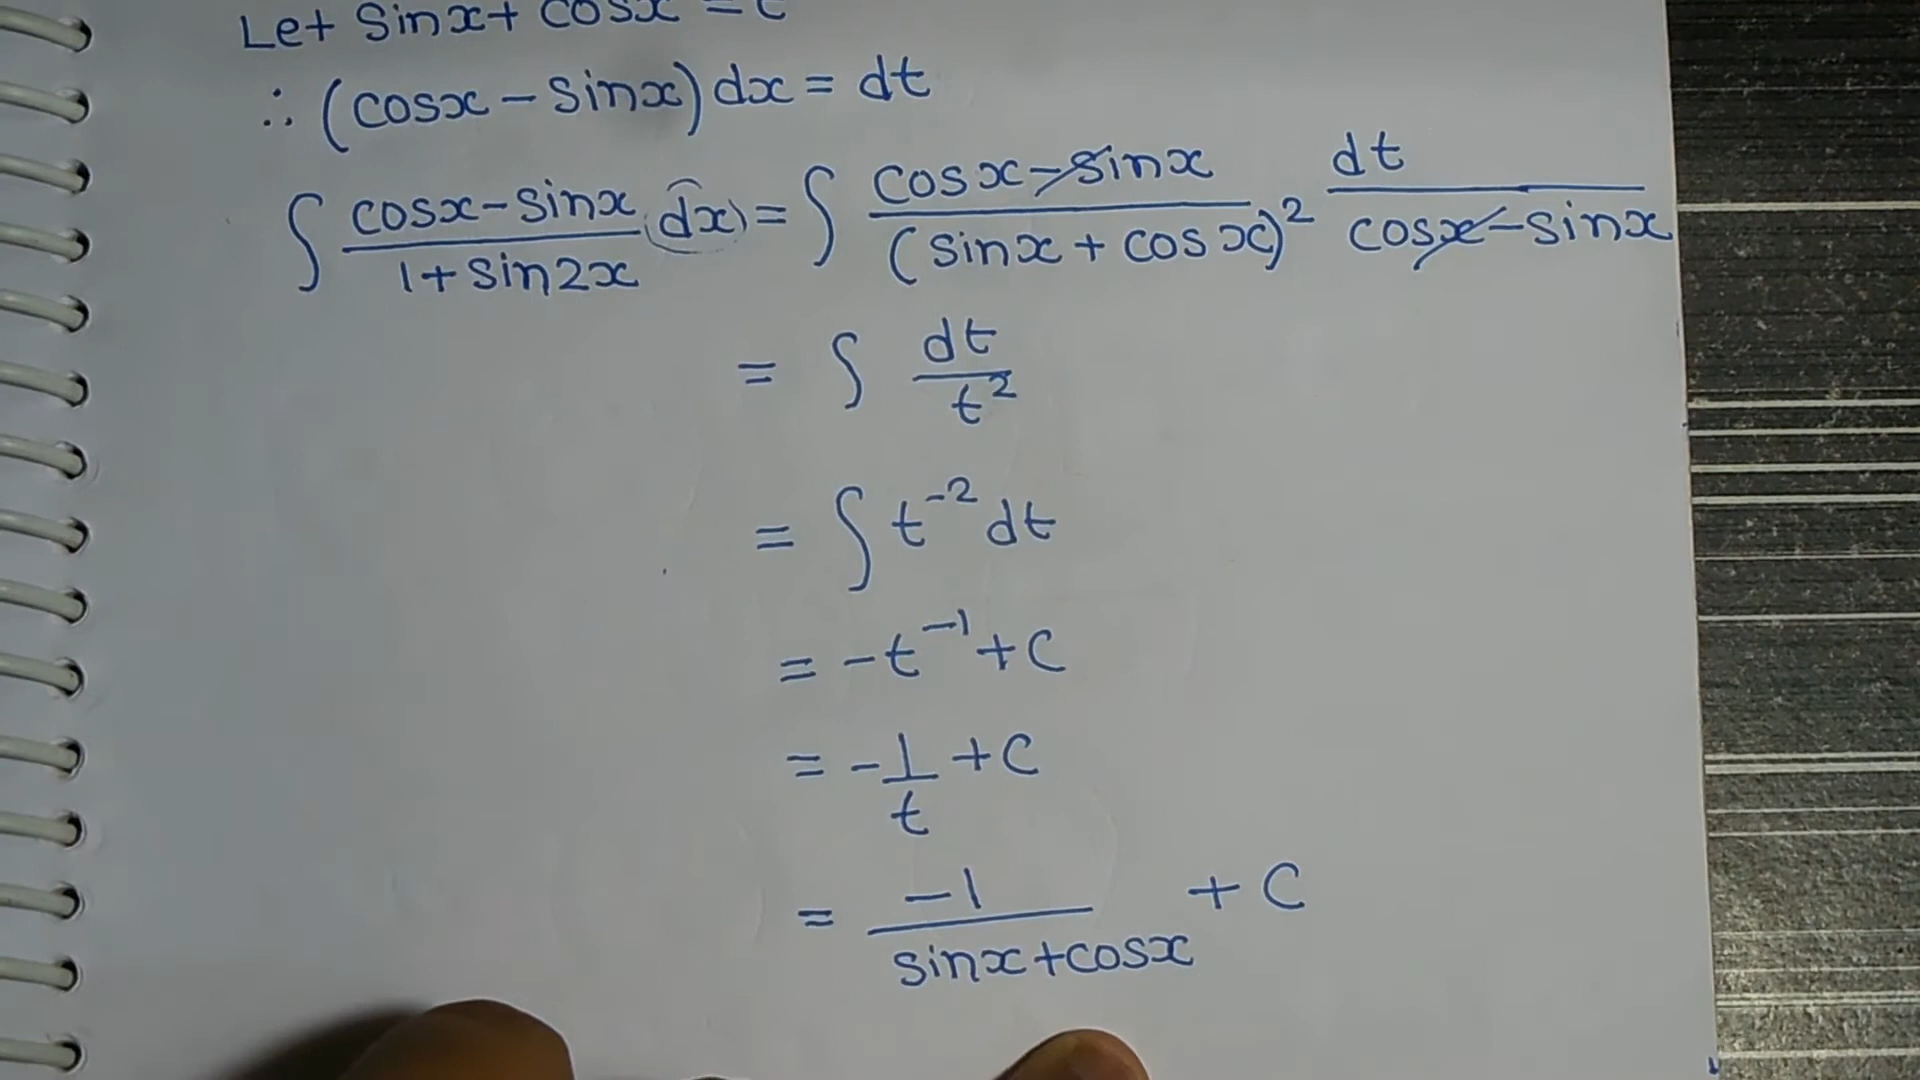 Let sinx + cosx = t
∴ (cosx − sinx) dx = dt
∫ (cosx − sinx)/(1 + sin2x) (dx) = ∫ (cosx − sinx)/(sinx + cosx)² dt/(cosx − sinx)
= ∫ dt/t²
= ∫ t⁻² dt
= −t⁻¹ + C
= −1/t + C
= −1/(sinx + cosx) + C